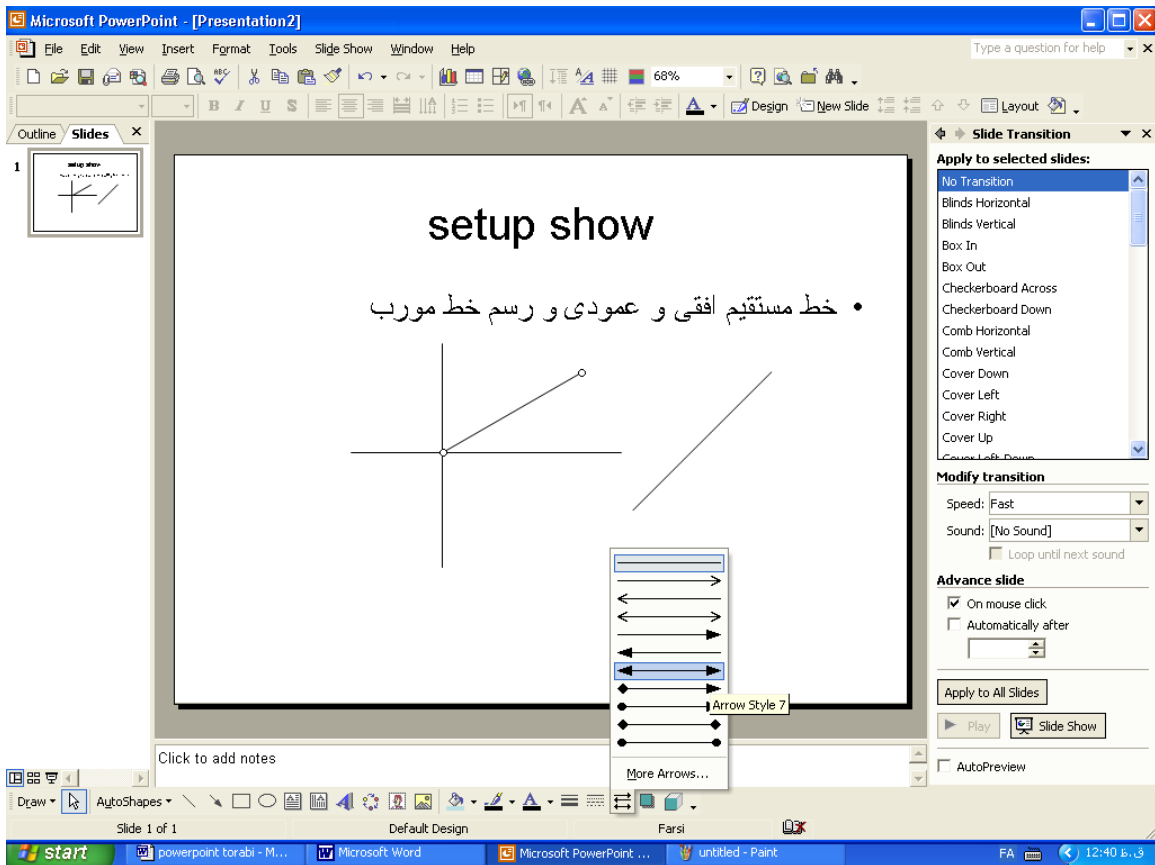 Microsoft PowerPoint - [Presentation2]
File Edit View Insert Format Tools Slide Show Window Help Type a question for help
68%
B I U S A A A Design New Slide Layout
Outline Slides Slide Transition
1
Apply to selected slides:
No Transition
Blinds Horizontal
Blinds Vertical
Box In
Box Out
Checkerboard Across
Checkerboard Down
Comb Horizontal
Comb Vertical
Cover Down
Cover Left
Cover Right
Cover Up
Cover Left-Down
setup show
• خط مستقیم افقی و عمودی و رسم خط مورب
Modify transition
Speed: Fast
Sound: [No Sound]
Loop until next sound
Advance slide
On mouse click
Automatically after
Apply to All Slides
Play Slide Show
AutoPreview
Arrow Style 7
More Arrows...
Click to add notes
Draw AutoShapes
Slide 1 of 1 Default Design Farsi
start powerpoint torabi - M... Microsoft Word Microsoft PowerPoint ... untitled - Paint FA 12:40 ق.ظ